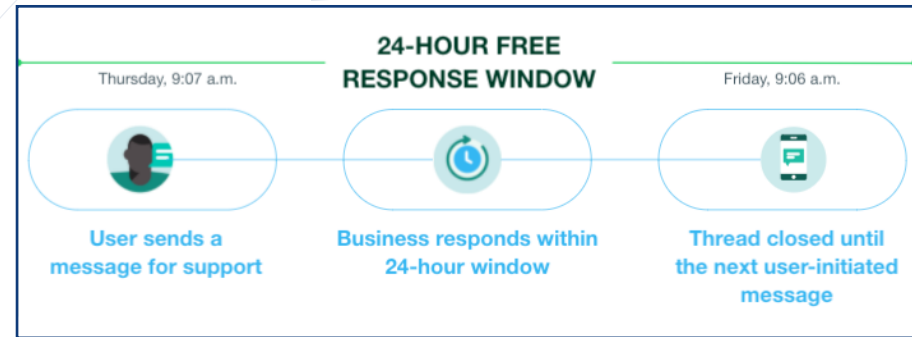 24-HOUR FREE
RESPONSE WINDOW
Thursday, 9:07 a.m.
Friday, 9:06 a.m.
User sends a
message for support
Business responds within
24-hour window
Thread closed until
the next user-initiated
message